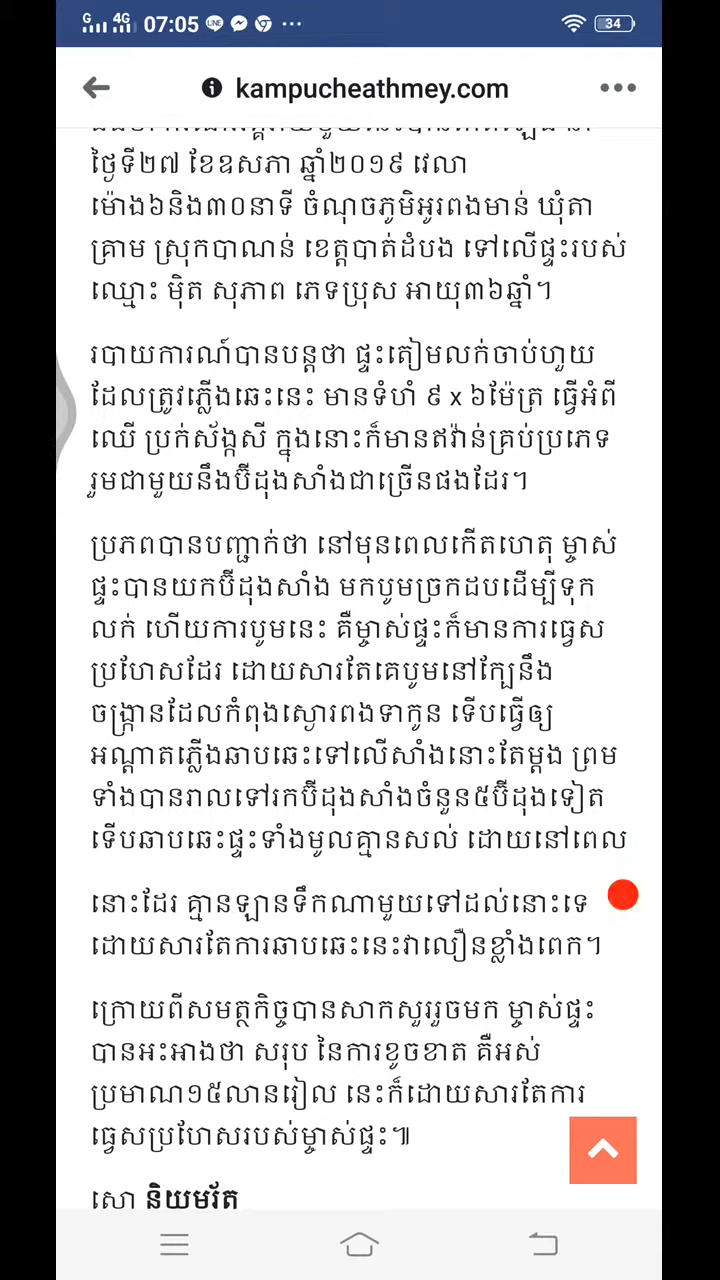 07:05
34
kampucheathmey.com
ថ្ងៃទី២៧ ខែឧសភា ឆ្នាំ២០១៩ វេលា
ម៉ោង៦និង៣០នាទី ចំណុចភូមិអូរពងមាន់ ឃុំតា
គ្រាម ស្រុកបាណន់ ខេត្តបាត់ដំបង ទៅលើផ្ទះរបស់
ឈ្មោះ ម៉ិត សុភាព ភេទប្រុស អាយុ៣៦ឆ្នាំ។
របាយការណ៍បានបន្តថា ផ្ទះតៀមលក់ចាប់ហួយ
ដែលត្រូវភ្លើងឆេះនេះ មានទំហំ ៩ x ៦ម៉ែត្រ ធ្វើអំពី
ឈើ ប្រក់ស័ង្កសី ក្នុងនោះក៏មានឥវ៉ាន់គ្រប់ប្រភេទ
រួមជាមួយនឹងប៊ីដុងសាំងជាច្រើនផងដែរ។
ប្រភពបានបញ្ជាក់ថា នៅមុនពេលកើតហេតុ ម្ចាស់
ផ្ទះបានយកប៊ីដុងសាំង មកបូមច្រកដបដើម្បីទុក
លក់ ហើយការបូមនេះ គឺម្ចាស់ផ្ទះក៏មានការធ្វេស
ប្រហែសដែរ ដោយសារតែគេបូមនៅក្បែនឹង
ចង្ក្រានដែលកំពុងស្ងោរពងទាកូន ទើបធ្វើឲ្យ
អណ្តាតភ្លើងឆាបឆេះទៅលើសាំងនោះតែម្តង ព្រម
ទាំងបានរាលទៅរកប៊ីដុងសាំងចំនួន៥ប៊ីដុងទៀត
ទើបឆាបឆេះផ្ទះទាំងមូលគ្មានសល់ ដោយនៅពេល
នោះដែរ គ្មានឡានទឹកណាមួយទៅដល់នោះទេ
ដោយសារតែការឆាបឆេះនេះវាលឿនខ្លាំងពេក។
ក្រោយពីសមត្ថកិច្ចបានសាកសួររួចមក ម្ចាស់ផ្ទះ
បានអះអាងថា សរុប នៃការខូចខាត គឺអស់
ប្រមាណ១៥លានរៀល នេះក៏ដោយសារតែការ
ធ្វេសប្រហែសរបស់ម្ចាស់ផ្ទះ៕
សោ និយមរ័ត